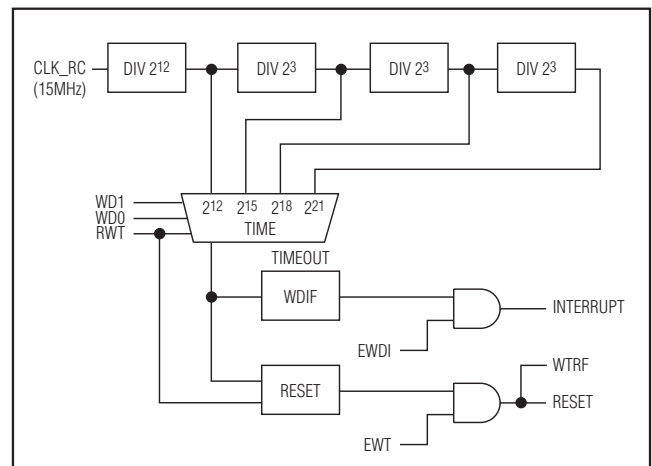 CLK_RC
(15MHz)
DIV 2¹²
DIV 2³
DIV 2³
DIV 2³
2¹²
2¹⁵
2¹⁸
2²¹
TIME
WD1
WD0
RWT
TIMEOUT
WDIF
EWDI
INTERRUPT
RESET
EWT
WTRF
RESET